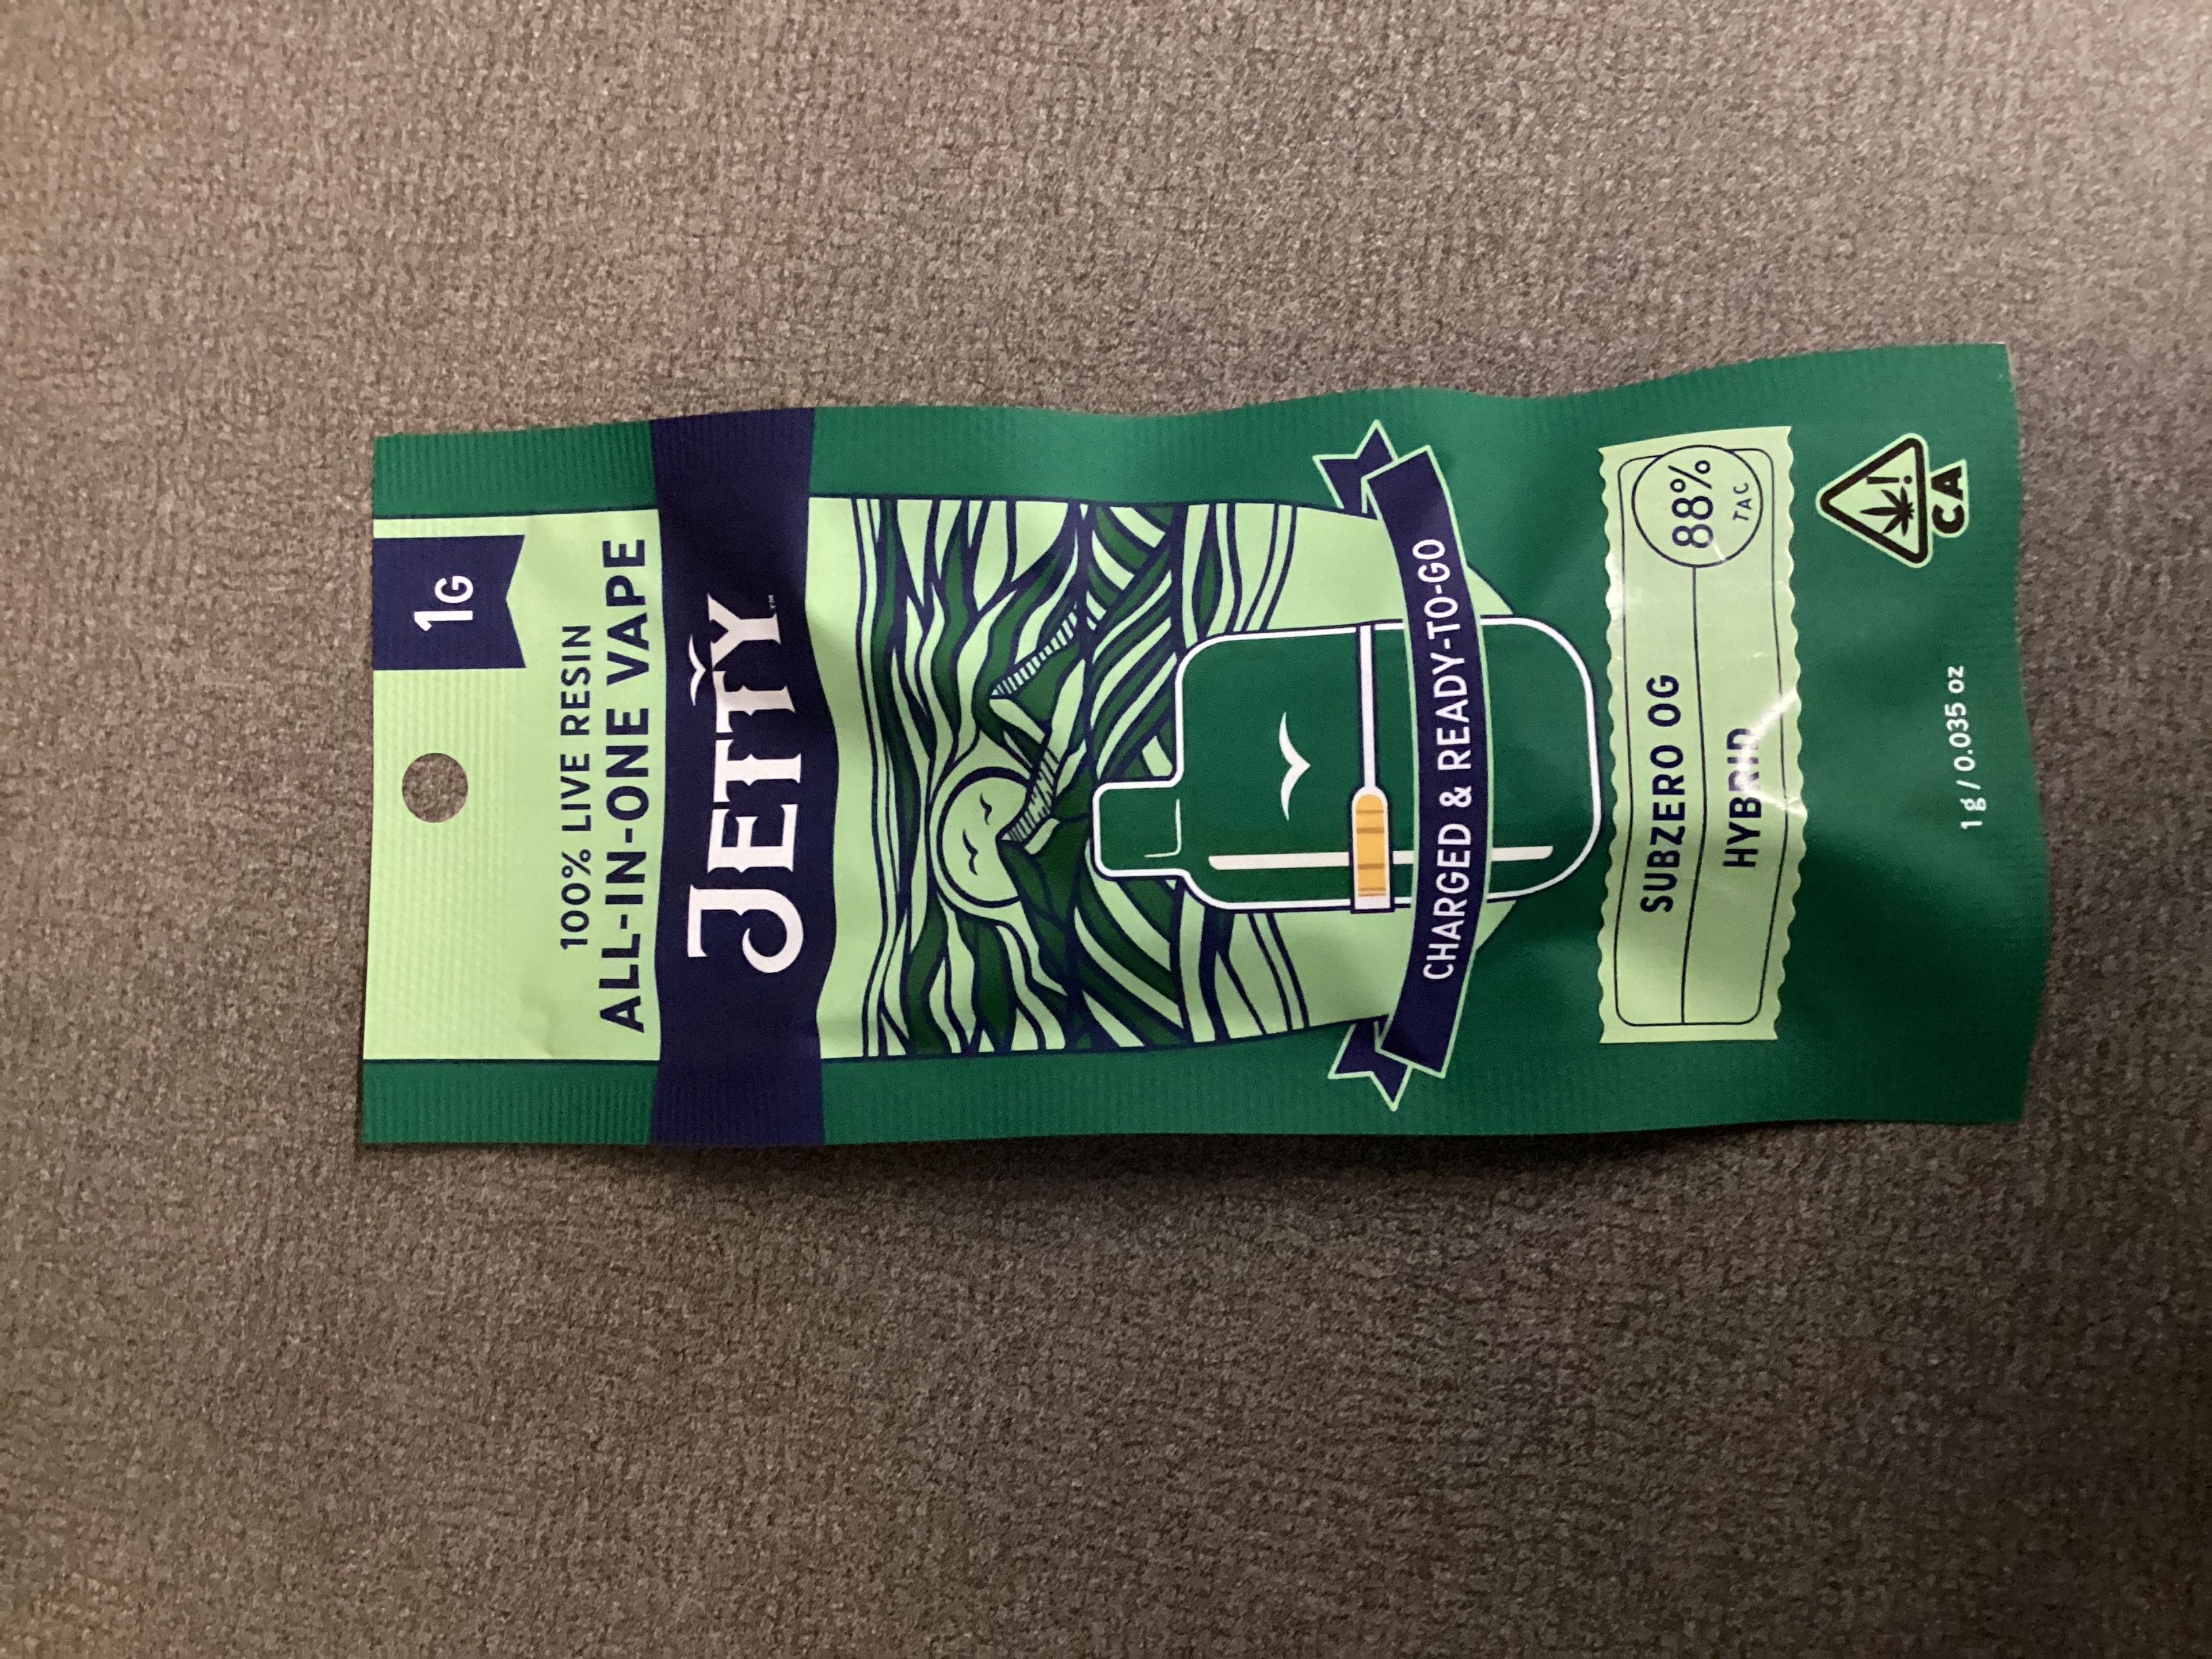 1G
100% LIVE RESIN
ALL-IN-ONE VAPE
JETTY™
CHARGED & READY-TO-GO
88%
TAC
SUBZERO OG
HYBRID
!
CA
1 g / 0.035 oz